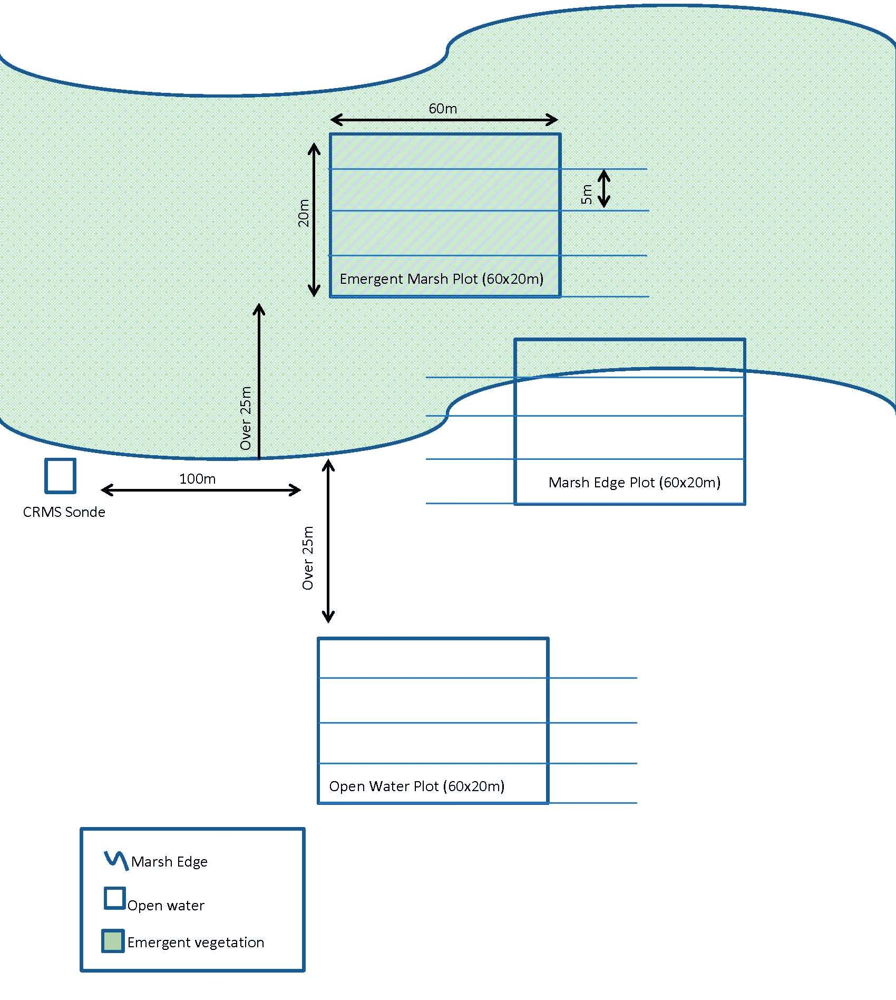 60m
20m
5m
Emergent Marsh Plot (60x20m)
Over 25m
100m
Marsh Edge Plot (60x20m)
CRMS Sonde
Over 25m
Open Water Plot (60x20m)
Marsh Edge
Open water
Emergent vegetation